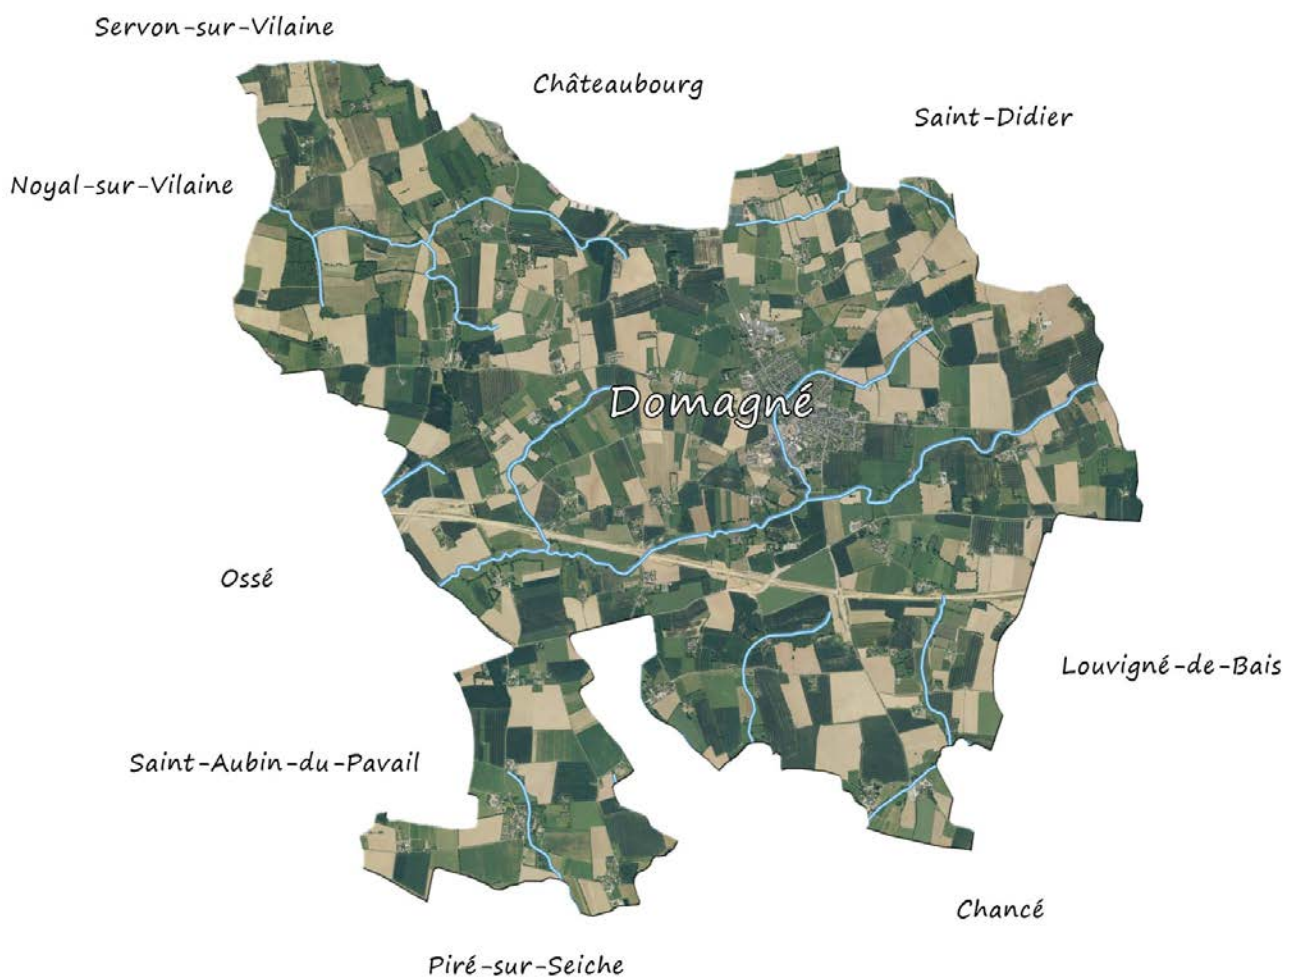 Servon-sur-Vilaine
Châteaubourg
Saint-Didier
Noyal-sur-Vilaine
Domagné
Ossé
Louvigné-de-Bais
Saint-Aubin-du-Pavail
Chancé
Piré-sur-Seiche